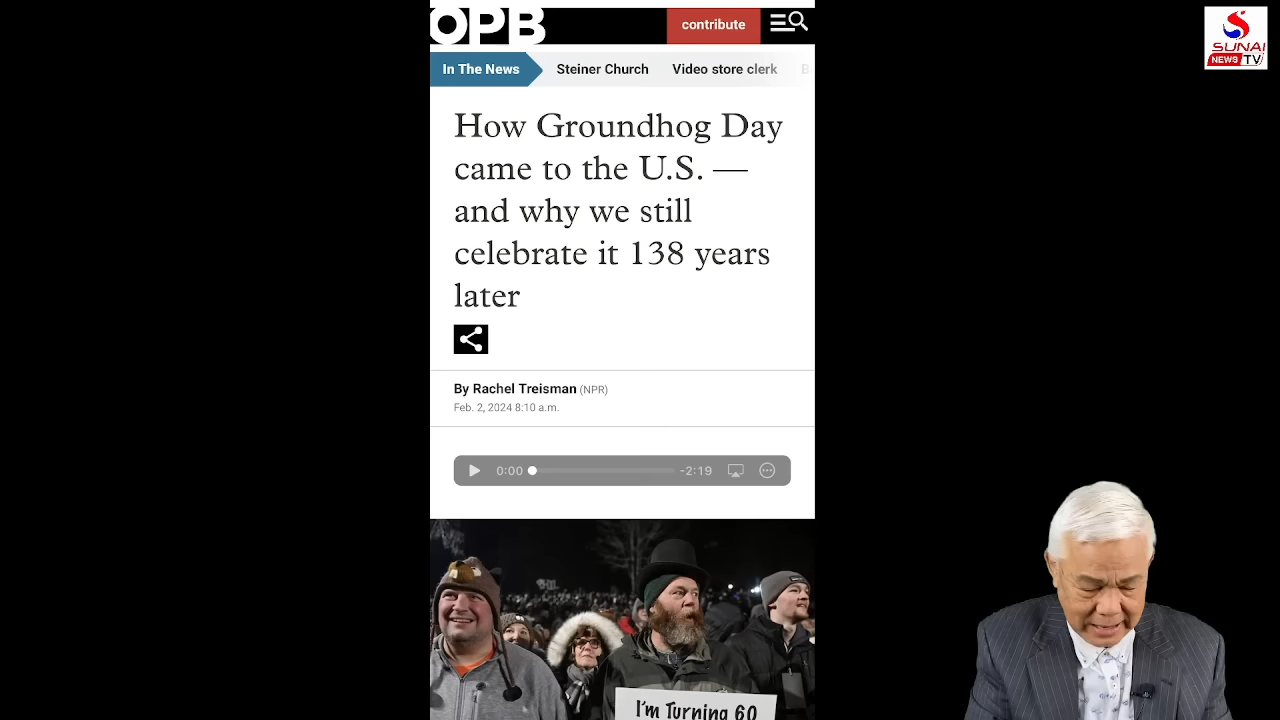 OPB
contribute
In The News
Steiner Church
Video store clerk
How Groundhog Day
came to the U.S. —
and why we still
celebrate it 138 years
later
By Rachel Treisman (NPR)
Feb. 2, 2024 8:10 a.m.
0:00
-2:19
I'm Turning 60
SUNAI
NEWS TV